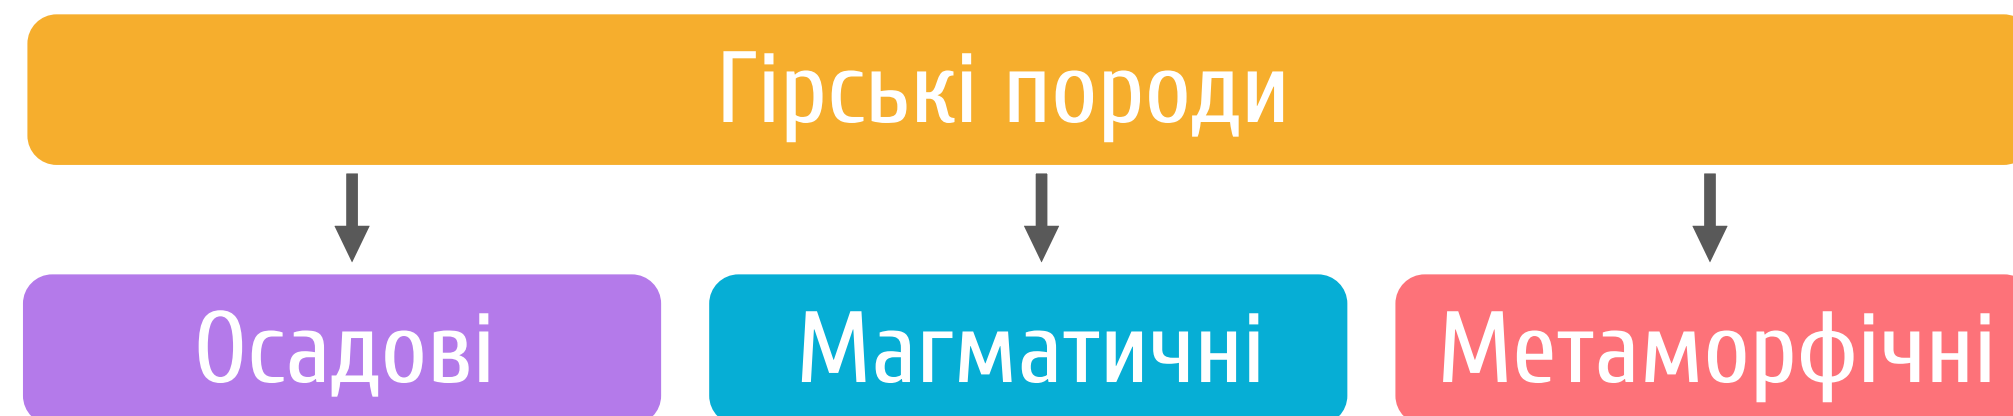 Гірські породи
Осадові
Магматичні
Метаморфічні